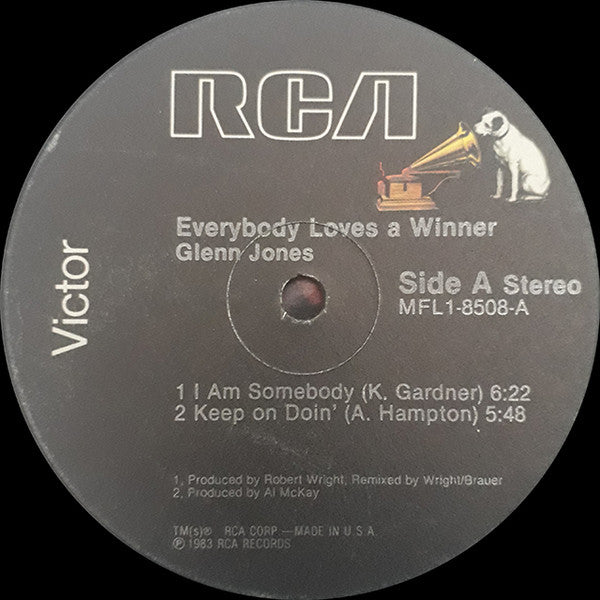 RCA
Everybody Loves a Winner
Glenn Jones
Victor
Side A Stereo
MFL1-8508-A
1 I Am Somebody (K. Gardner) 6:22
2 Keep on Doin' (A. Hampton) 5:48
1, Produced by Robert Wright, Remixed by Wright/Brauer
2, Produced by Al McKay
TM(s)® RCA CORP.—MADE IN U.S.A.
℗ 1983 RCA RECORDS